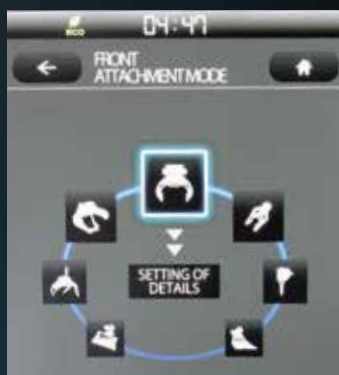 ECO
04:47
FRONT
ATTACHMENT MODE
SETTING OF
DETAILS